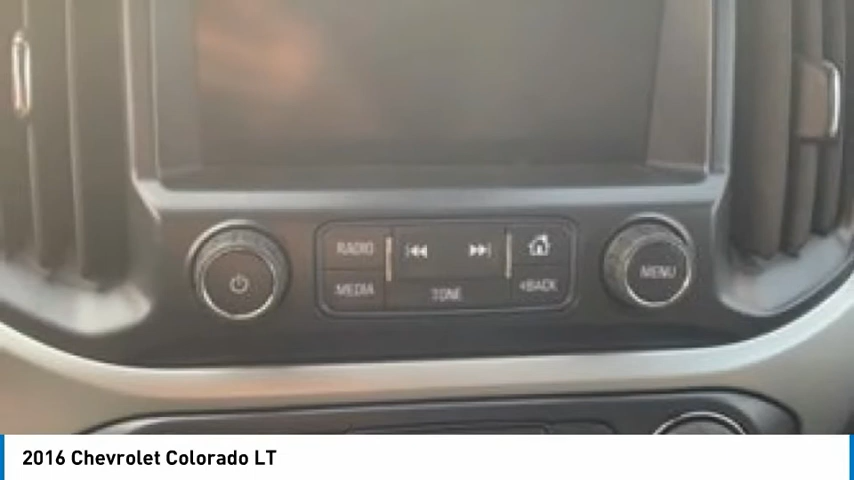 RADIO
MEDIA
TONE
BACK
MENU
2016 Chevrolet Colorado LT